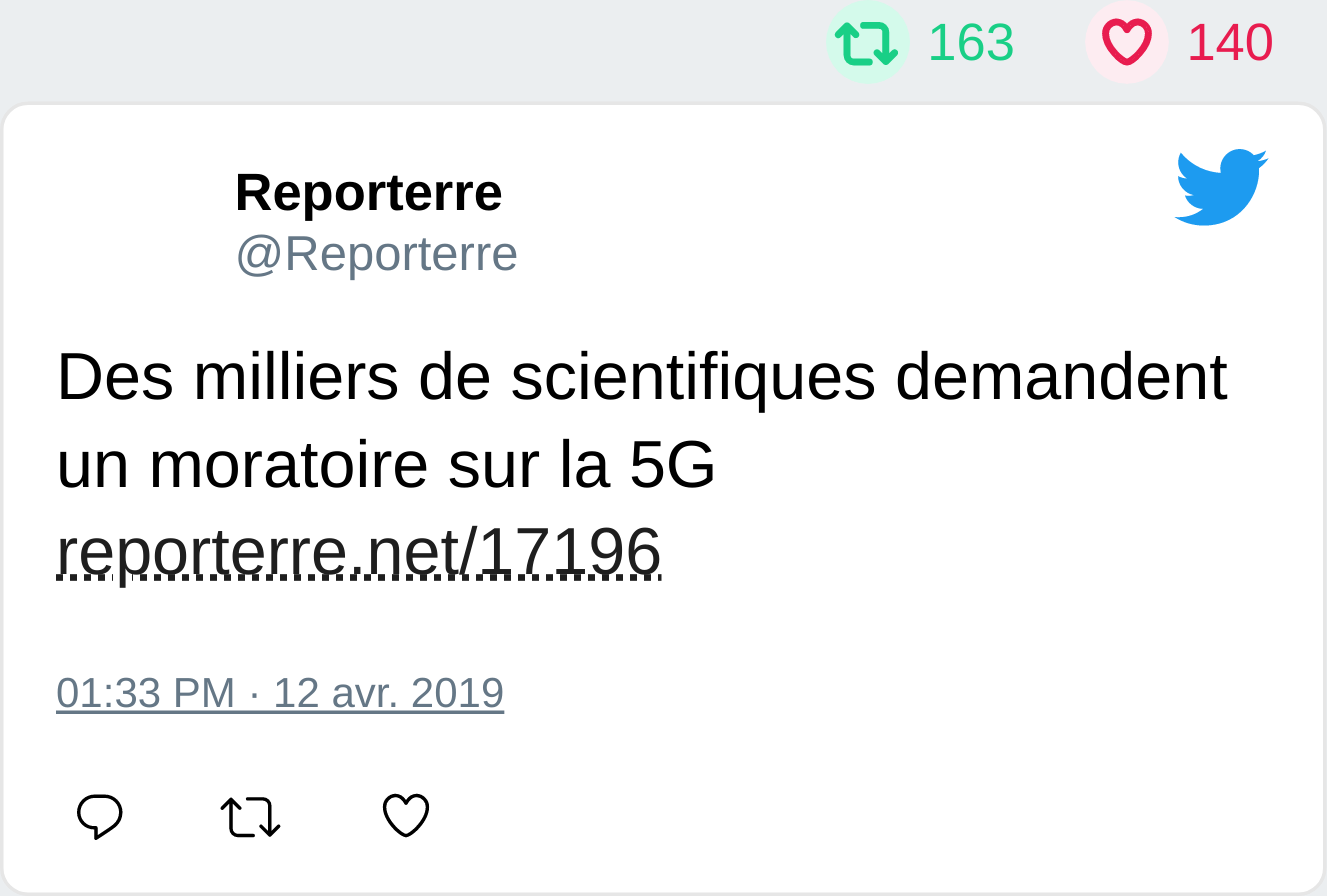 163 140
Reporterre
@Reporterre
Des milliers de scientifiques demandent
un moratoire sur la 5G
reporterre.net/17196
01:33 PM · 12 avr. 2019